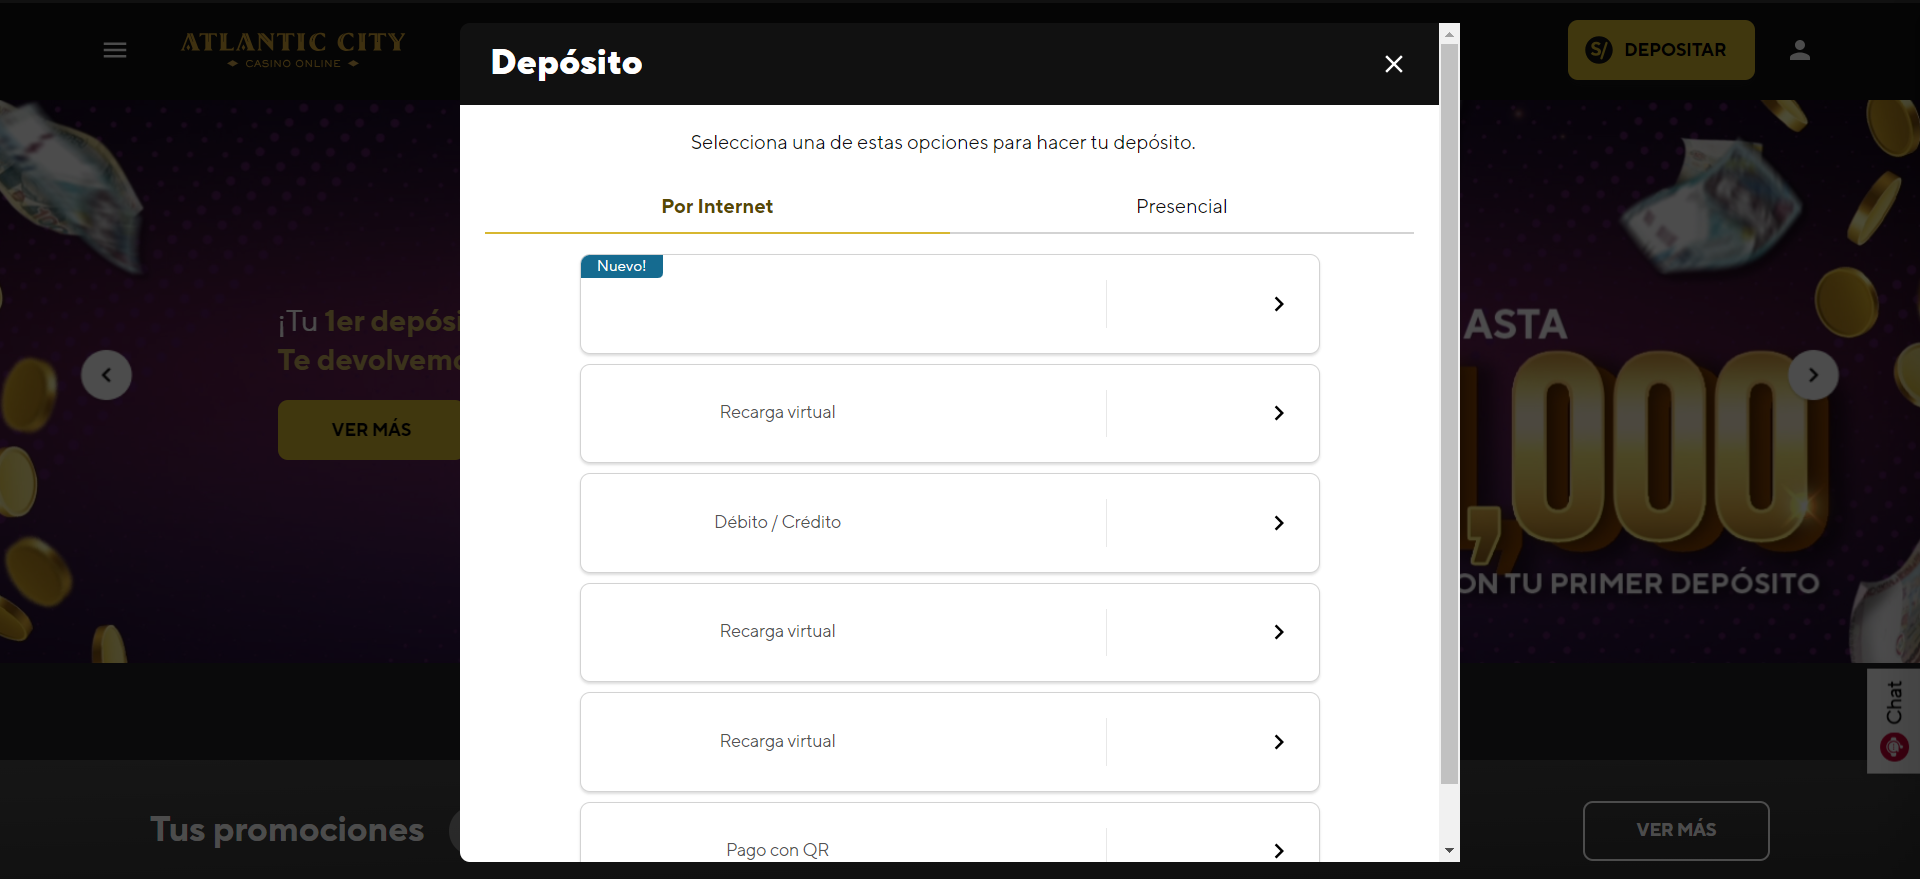 ATLANTIC CITY
CASINO ONLINE
Depósito
S/ DEPOSITAR
Selecciona una de estas opciones para hacer tu depósito.
Por Internet
Presencial
Nuevo!
¡Tu 1er depósi
Te devolvemo
VER MÁS
ASTA
,000
ON TU PRIMER DEPÓSITO
Recarga virtual
Débito / Crédito
Recarga virtual
Recarga virtual
Pago con QR
Chat
Tus promociones
VER MÁS